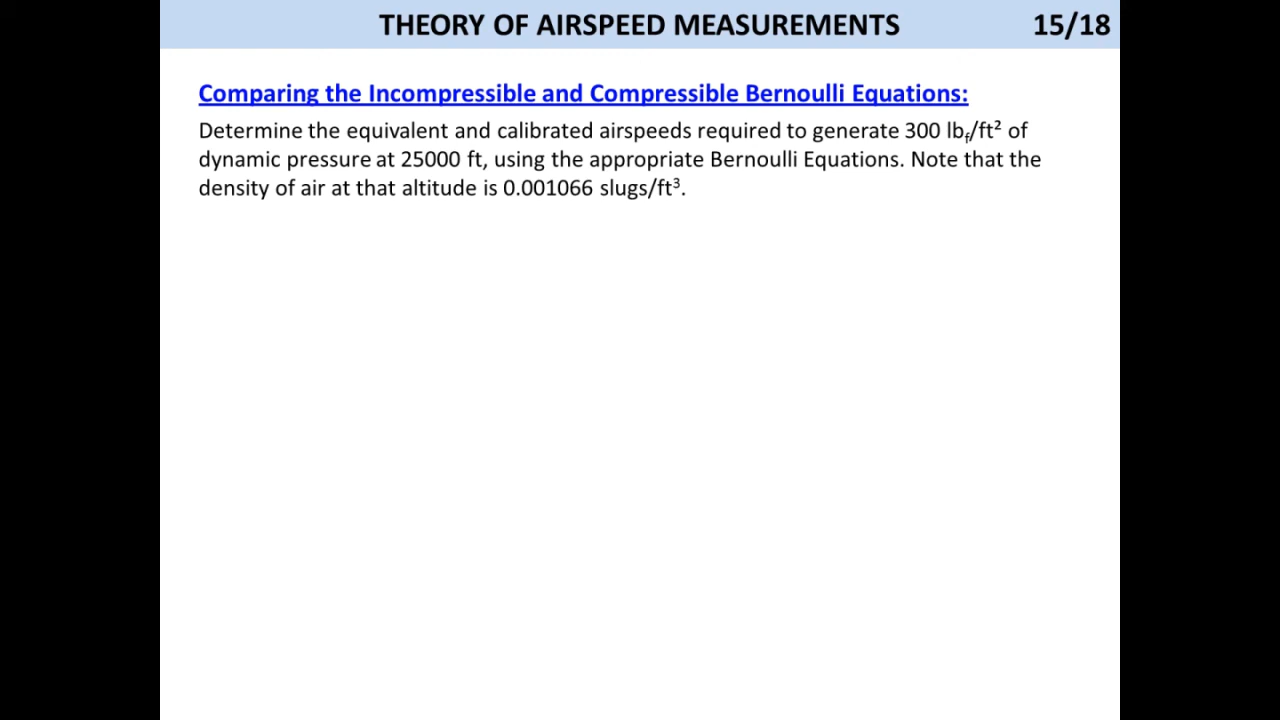 THEORY OF AIRSPEED MEASUREMENTS 15/18
Comparing the Incompressible and Compressible Bernoulli Equations:
Determine the equivalent and calibrated airspeeds required to generate 300 lb_f/ft² of
dynamic pressure at 25000 ft, using the appropriate Bernoulli Equations. Note that the
density of air at that altitude is 0.001066 slugs/ft³.